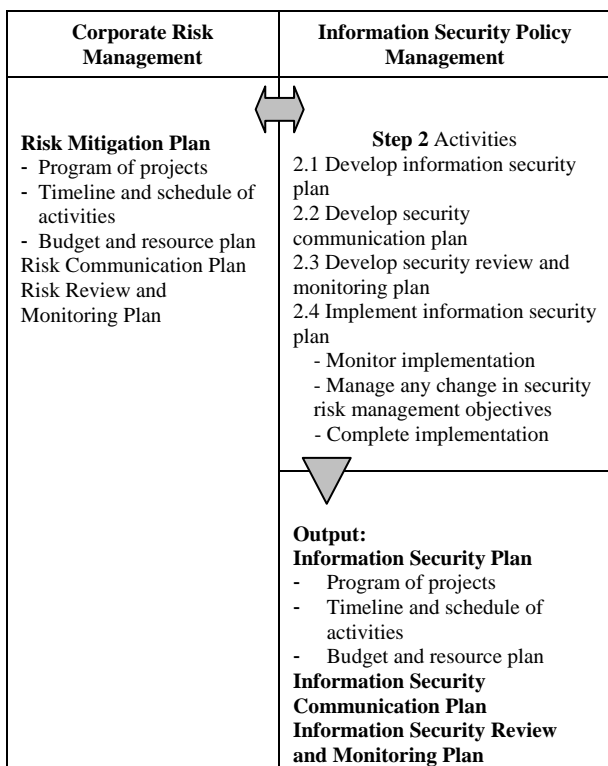 Corporate Risk
Management
Information Security Policy
Management
Risk Mitigation Plan
- Program of projects
- Timeline and schedule of
activities
- Budget and resource plan
Risk Communication Plan
Risk Review and
Monitoring Plan
Step 2 Activities
2.1 Develop information security
plan
2.2 Develop security
communication plan
2.3 Develop security review and
monitoring plan
2.4 Implement information security
plan
- Monitor implementation
- Manage any change in security
risk management objectives
- Complete implementation
Output:
Information Security Plan
- Program of projects
- Timeline and schedule of
activities
- Budget and resource plan
Information Security
Communication Plan
Information Security Review
and Monitoring Plan